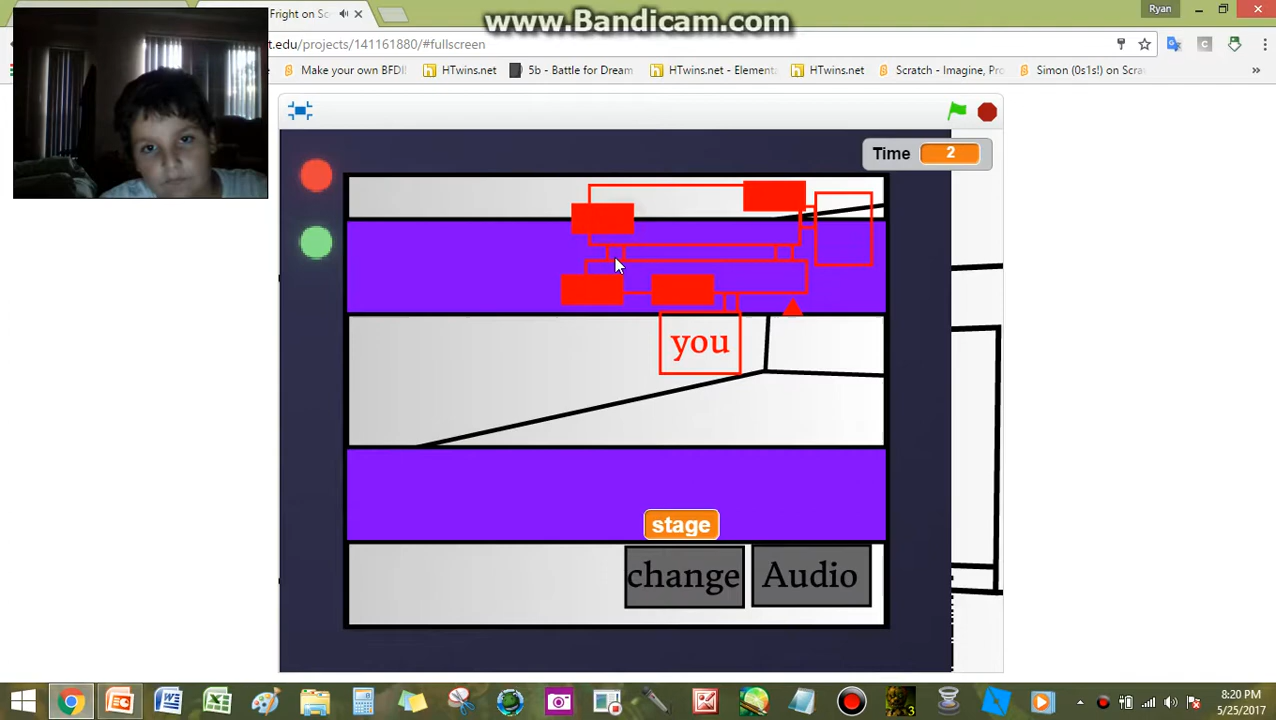 www.Bandicam.com
Fright on Sc
Ryan
t.edu/projects/141161880/#fullscreen
Make your own BFDI!
HTwins.net
5b - Battle for Dream
HTwins.net - Elementa
HTwins.net
Scratch - Imagine, Pro
Simon (0s1s!) on Scra
»
Time 2
you
stage
change
Audio
8:20 PM
5/25/2017